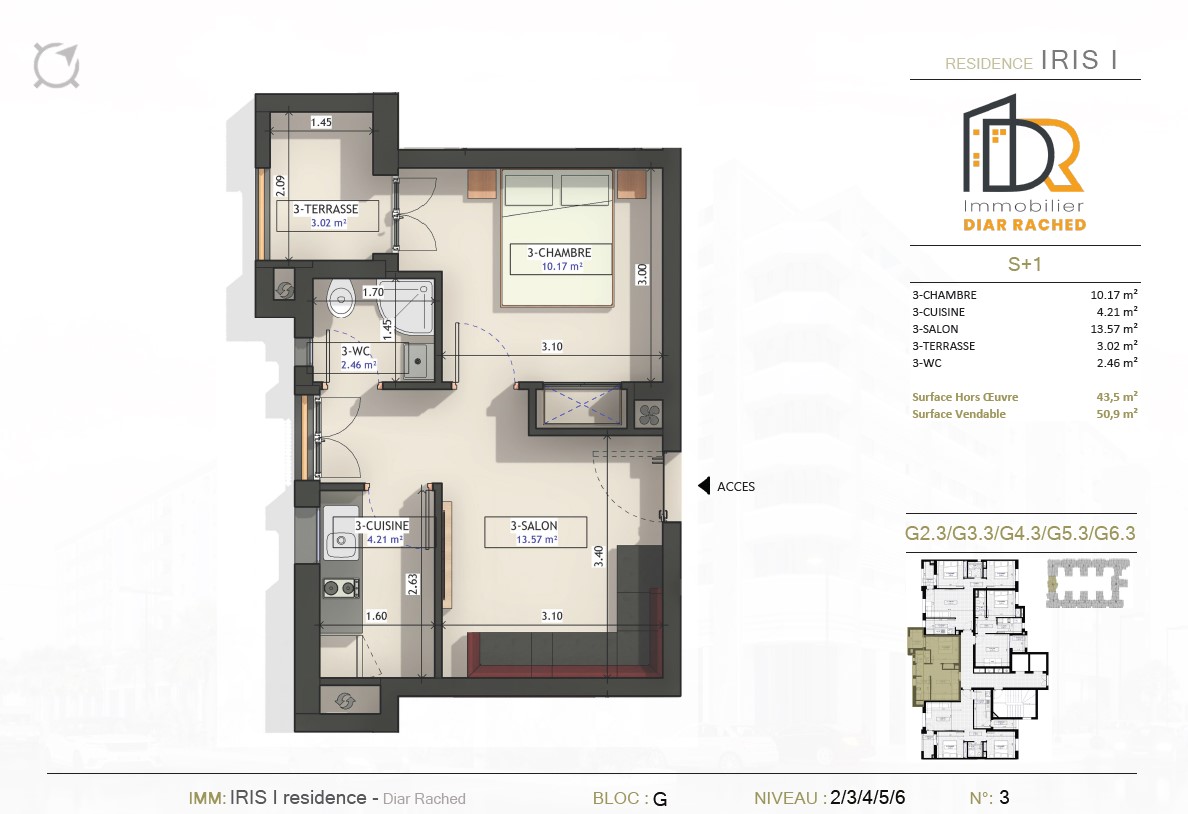 RESIDENCE IRIS I
DR
Immobilier
DIAR RACHED
S+1
3-CHAMBRE 10.17 m²
3-CUISINE 4.21 m²
3-SALON 13.57 m²
3-TERRASSE 3.02 m²
3-WC 2.46 m²
Surface Hors Œuvre 43,5 m²
Surface Vendable 50,9 m²
1.45
2.09
3-TERRASSE
3.02 m²
3-CHAMBRE
10.17 m²
3.00
1.70
1.45
3-WC
2.46 m²
3.10
ACCES
3-CUISINE
4.21 m²
3-SALON
13.57 m²
3.40
2.63
1.60
3.10
G2.3/G3.3/G4.3/G5.3/G6.3
IMM: IRIS I residence - Diar Rached BLOC : G NIVEAU : 2/3/4/5/6 N°: 3